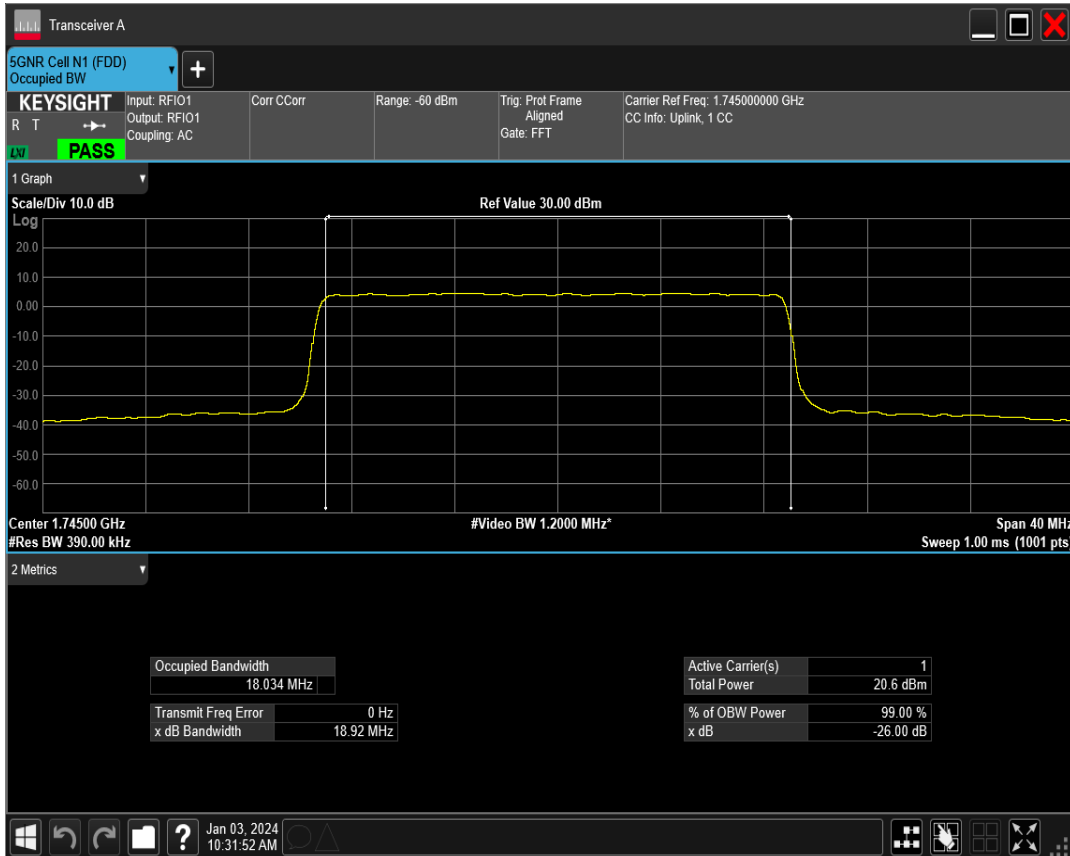 Transceiver A
5GNR Cell N1 (FDD)
Occupied BW
+
KEYSIGHT
R T
LXI
PASS
Input: RFIO1
Output: RFIO1
Coupling: AC
Corr CCorr
Range: -60 dBm
Trig: Prot Frame
Aligned
Gate: FFT
Carrier Ref Freq: 1.745000000 GHz
CC Info: Uplink, 1 CC
1 Graph
Scale/Div 10.0 dB
Ref Value 30.00 dBm
Log
20.0
10.0
0.00
-10.0
-20.0
-30.0
-40.0
-50.0
-60.0
Center 1.74500 GHz
#Video BW 1.2000 MHz*
Span 40 MHz
#Res BW 390.00 kHz
Sweep 1.00 ms (1001 pts)
2 Metrics
Occupied Bandwidth
18.034 MHz
Transmit Freq Error 0 Hz
x dB Bandwidth 18.92 MHz
Active Carrier(s) 1
Total Power 20.6 dBm
% of OBW Power 99.00 %
x dB -26.00 dB
?
Jan 03, 2024
10:31:52 AM